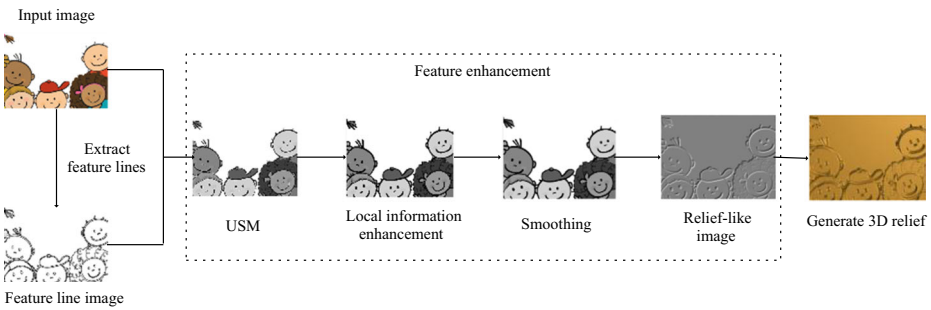 Input image
Feature enhancement
Extract
feature lines
USM
Local information
enhancement
Smoothing
Relief-like
image
Generate 3D relief
Feature line image